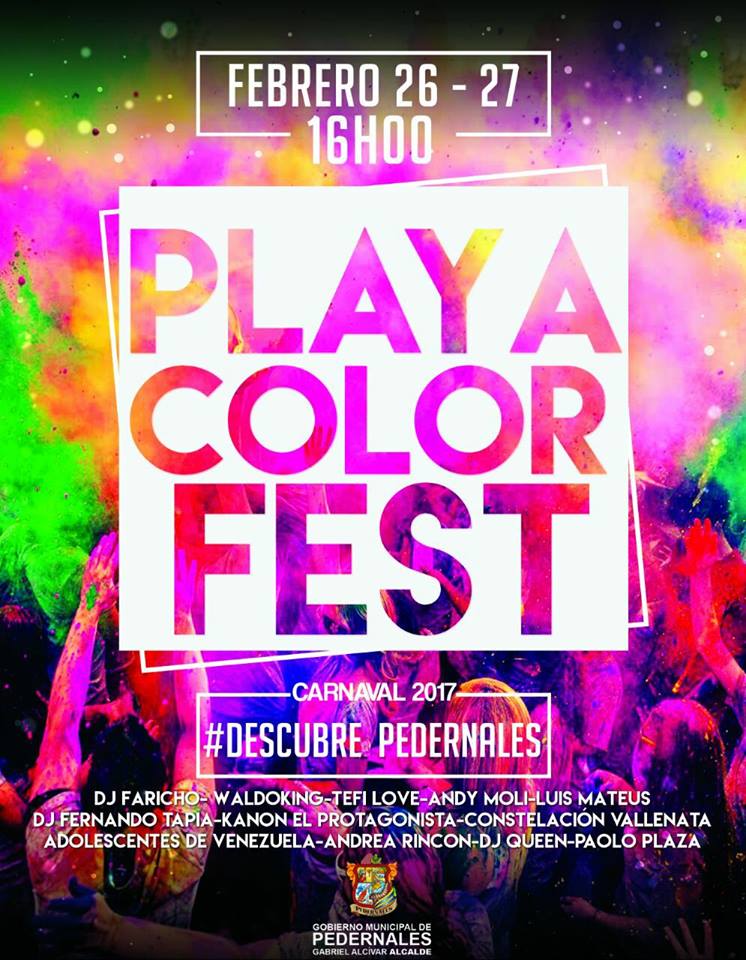 FEBRERO 26 - 27
16H00
PLAYA
COLOR
FEST
CARNAVAL 2017
#DESCUBRE PEDERNALES
DJ FARICHO- WALDOKING-TEFI LOVE-ANDY MOLI-LUIS MATEUS
DJ FERNANDO TAPIA-KANON EL PROTAGONISTA-CONSTELACIÓN VALLENATA
ADOLESCENTES DE VENEZUELA-ANDREA RINCON-DJ QUEEN-PAOLO PLAZA
PEDERNALES
GOBIERNO MUNICIPAL DE
PEDERNALES
GABRIEL ALCÍVAR ALCALDE